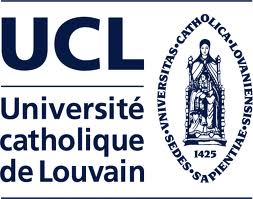 UCL
Université
catholique
de Louvain
UNIVERSITAS • CATHOLICA • LOVANIENSIS •
SEDES • SAPIENTIAE •
1425